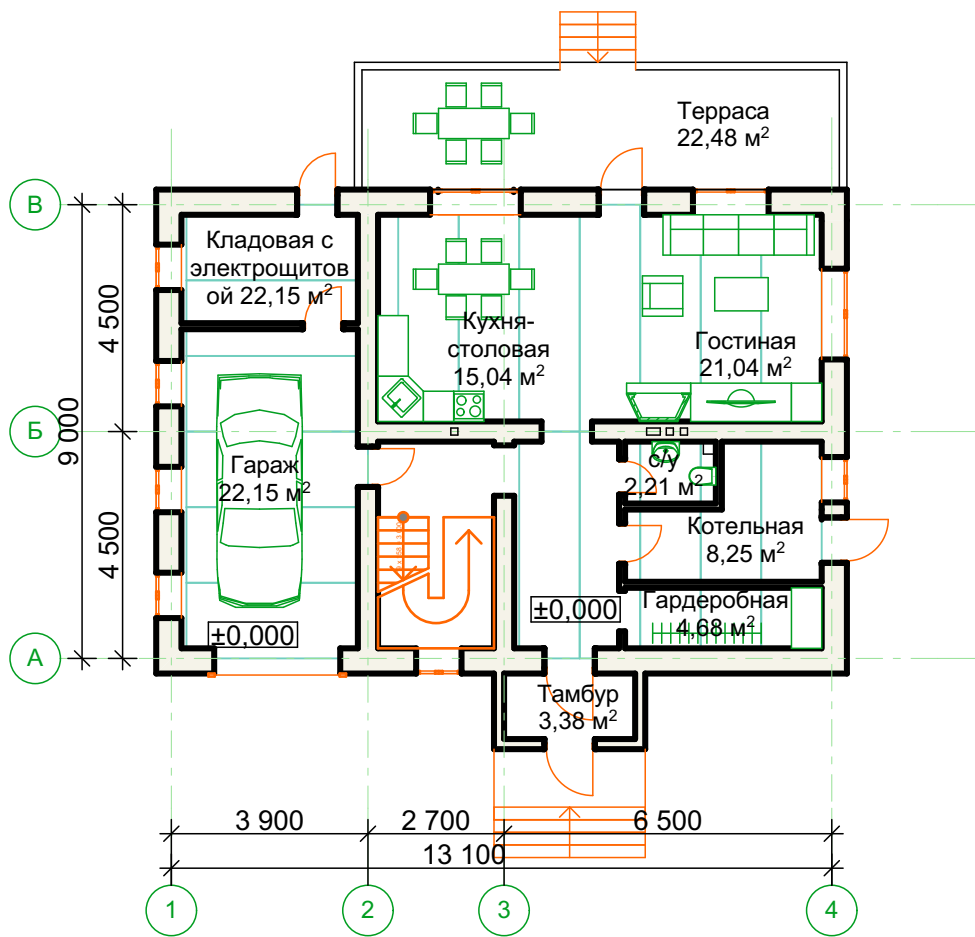 Терраса
22,48 м²
В
Кладовая с
электрощитов
ой 22,15 м²
4 500
Кухня-
столовая
15,04 м²
Гостиная
21,04 м²
9 000
Б
Гараж
22,15 м²
с/у
2,21 м²
Котельная
8,25 м²
4 500
±0,000
±0,000
Гардеробная
4,68 м²
А
Тамбур
3,38 м²
3 900
2 700
6 500
13 100
1
2
3
4